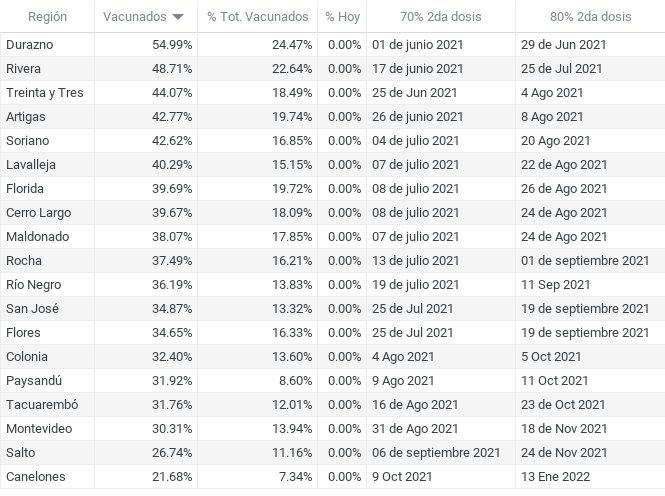 Región Vacunados % Tot. Vacunados % Hoy 70% 2da dosis 80% 2da dosis
Durazno 54.99% 24.47% 0.00% 01 de junio 2021 29 de Jun 2021
Rivera 48.71% 22.64% 0.00% 17 de junio 2021 25 de Jul 2021
Treinta y Tres 44.07% 18.49% 0.00% 25 de Jun 2021 4 Ago 2021
Artigas 42.77% 19.74% 0.00% 26 de junio 2021 8 Ago 2021
Soriano 42.62% 16.85% 0.00% 04 de julio 2021 20 Ago 2021
Lavalleja 40.29% 15.15% 0.00% 07 de julio 2021 22 de Ago 2021
Florida 39.69% 19.72% 0.00% 08 de julio 2021 26 de Ago 2021
Cerro Largo 39.67% 18.09% 0.00% 08 de julio 2021 24 de Ago 2021
Maldonado 38.07% 17.85% 0.00% 07 de julio 2021 24 de Ago 2021
Rocha 37.49% 16.21% 0.00% 13 de julio 2021 01 de septiembre 2021
Río Negro 36.19% 13.83% 0.00% 19 de julio 2021 11 Sep 2021
San José 34.87% 13.32% 0.00% 25 de Jul 2021 19 de septiembre 2021
Flores 34.65% 16.33% 0.00% 25 de Jul 2021 19 de septiembre 2021
Colonia 32.40% 13.60% 0.00% 4 Ago 2021 5 Oct 2021
Paysandú 31.92% 8.60% 0.00% 9 Ago 2021 11 Oct 2021
Tacuarembó 31.76% 12.01% 0.00% 16 de Ago 2021 23 de Oct 2021
Montevideo 30.31% 13.94% 0.00% 31 de Ago 2021 18 de Nov 2021
Salto 26.74% 11.16% 0.00% 06 de septiembre 2021 24 de Nov 2021
Canelones 21.68% 7.34% 0.00% 9 Oct 2021 13 Ene 2022